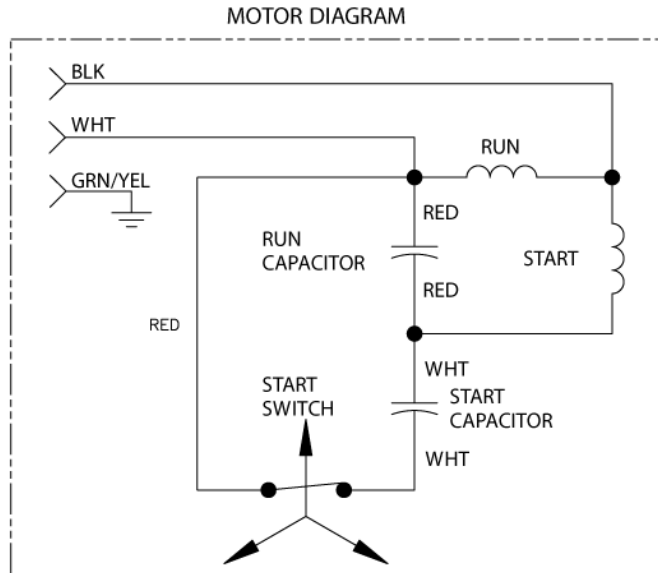 MOTOR DIAGRAM
BLK
WHT
GRN/YEL
RUN
RED
RUN
CAPACITOR
START
RED
RED
WHT
START
SWITCH
START
CAPACITOR
WHT